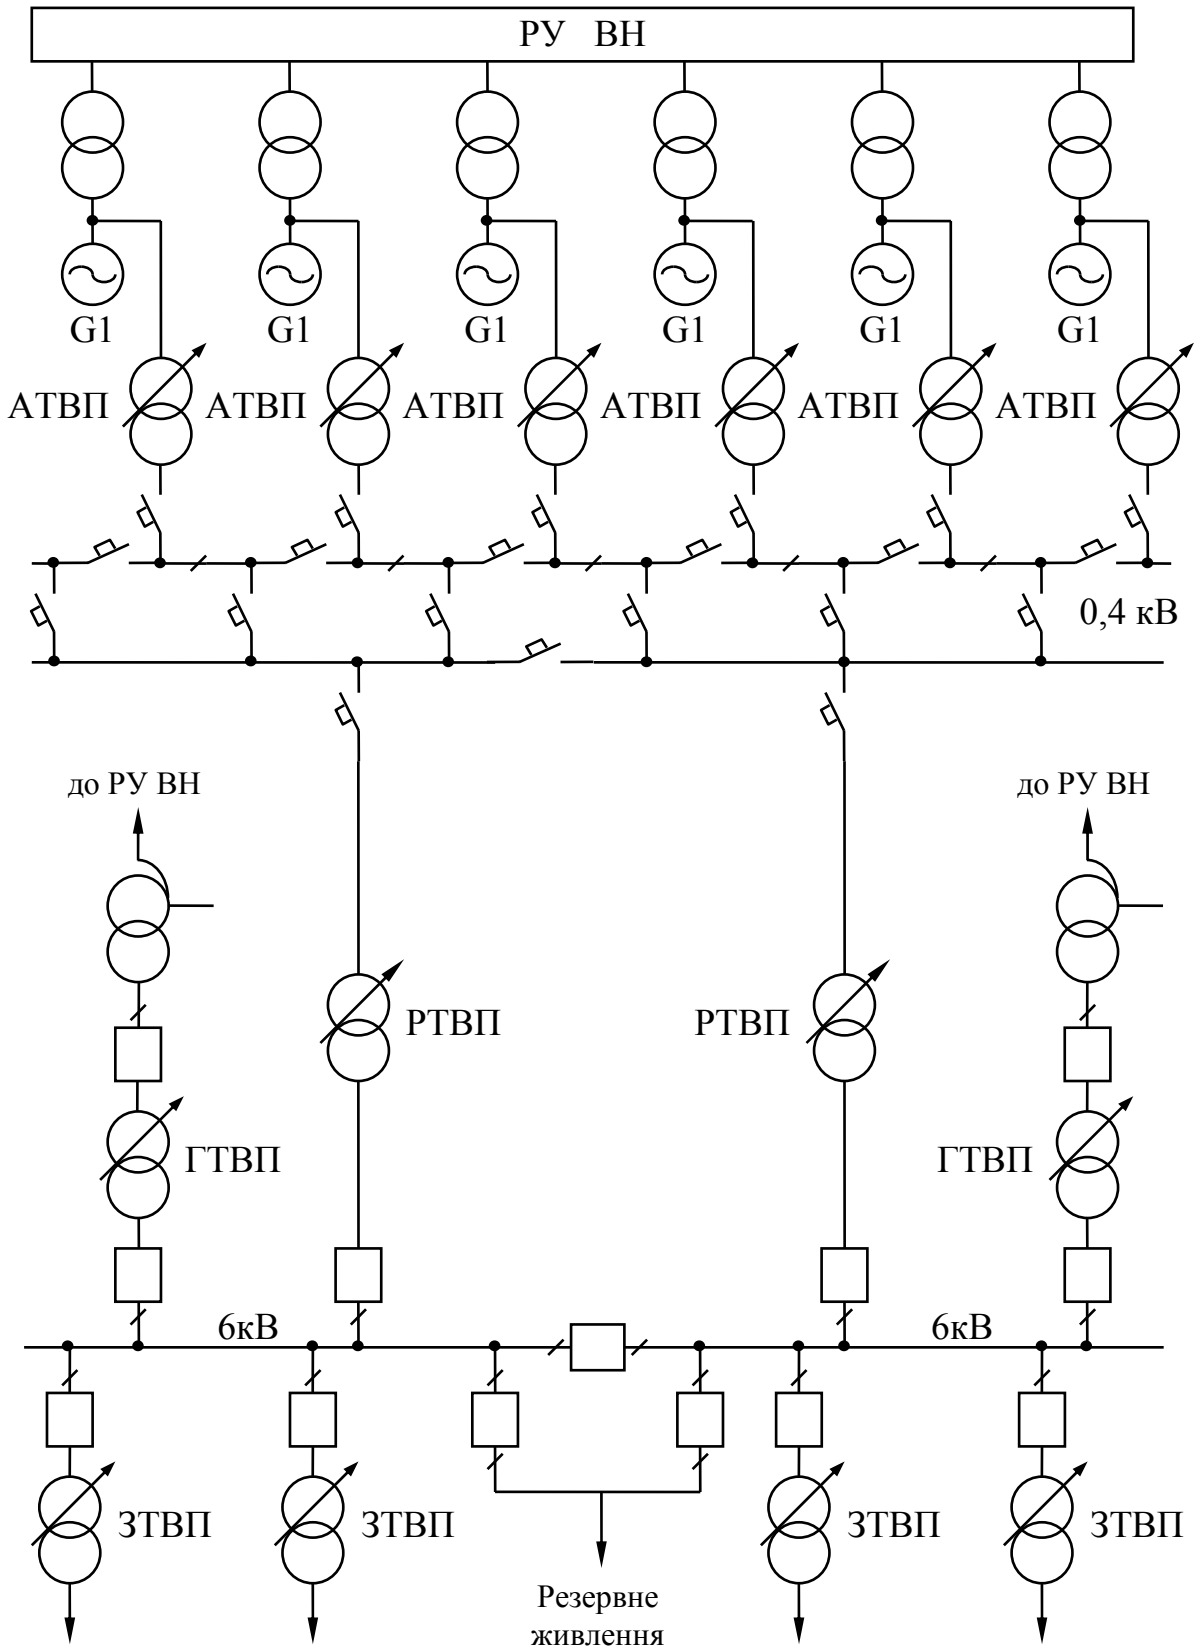 РУ ВН
G1 G1 G1 G1 G1 G1
АТВП АТВП АТВП АТВП АТВП АТВП
0,4 кВ
до РУ ВН до РУ ВН
РТВП РТВП
ГТВП ГТВП
6кВ 6кВ
ЗТВП ЗТВП ЗТВП ЗТВП
Резервне
живлення